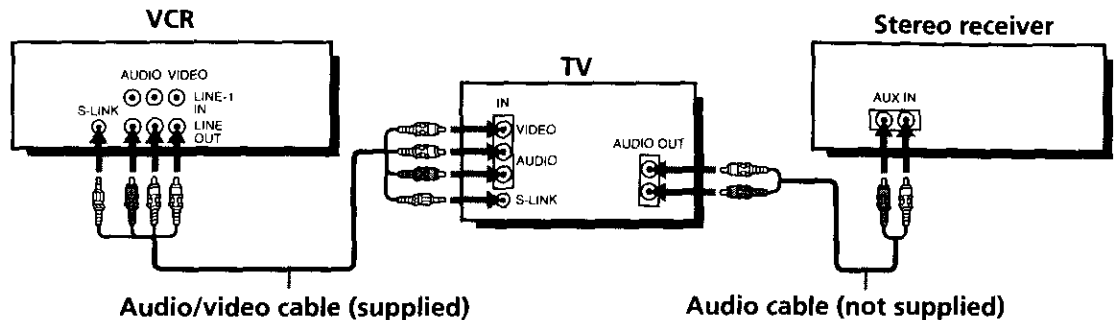 VCR
AUDIO VIDEO
S-LINK
LINE-1
IN
LINE
OUT
TV
IN
VIDEO
AUDIO
S-LINK
AUDIO OUT
Stereo receiver
AUX IN
Audio/video cable (supplied)
Audio cable (not supplied)